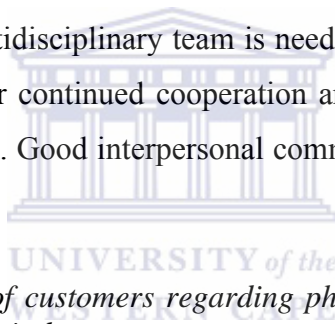 tidisciplinary team is need
r continued cooperation a
. Good interpersonal comm
UNIVERSITY of the
of customers regarding ph
WESTERN CAPE